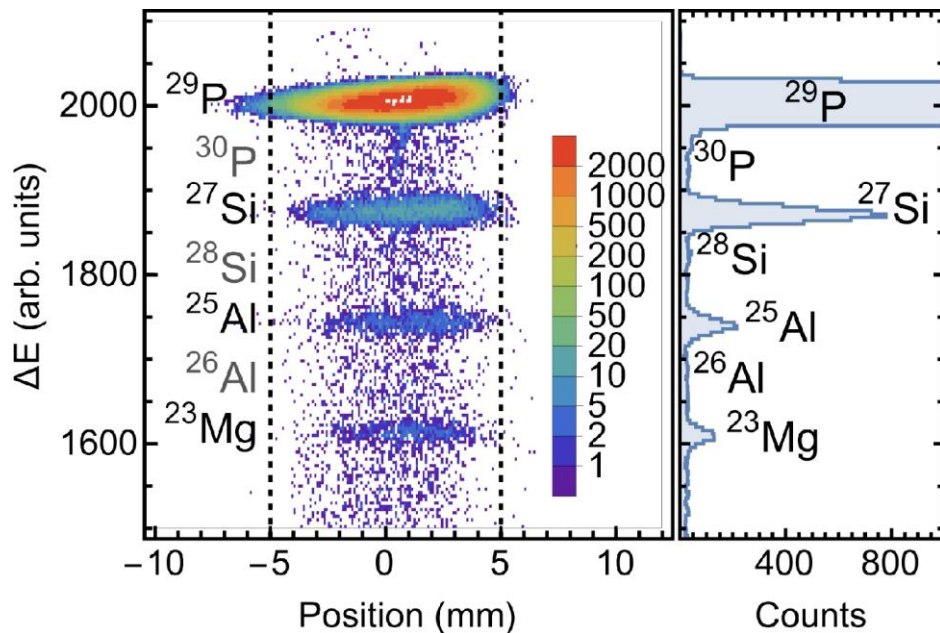 ²⁹P
2000
³⁰P
²⁷Si
²⁸Si
1800
²⁵Al
²⁶Al
²³Mg
1600
ΔE (arb. units)
2000
1000
500
200
100
50
20
10
5
2
1
−10 −5 0 5 10
Position (mm)
²⁹P
³⁰P
²⁷Si
²⁸Si
²⁵Al
²⁶Al
²³Mg
400 800
Counts